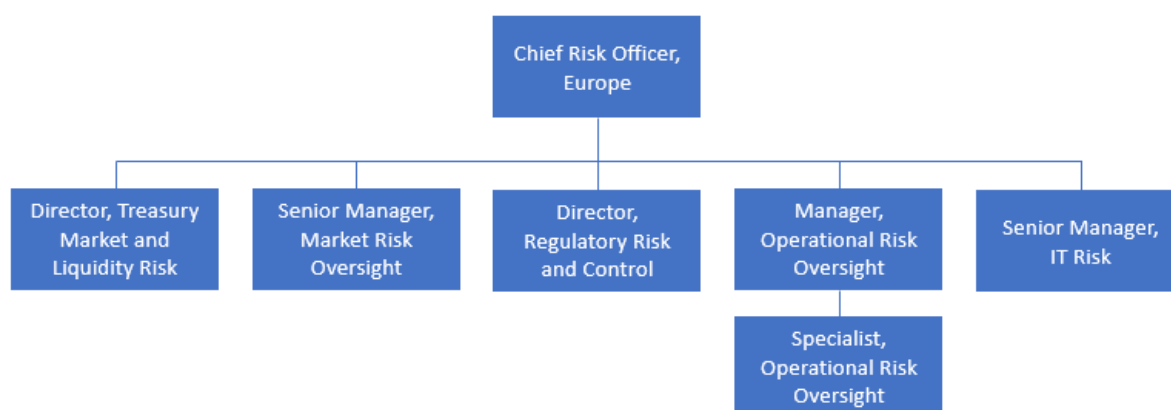 Chief Risk Officer,
Europe
Director, Treasury
Market and
Liquidity Risk
Senior Manager,
Market Risk
Oversight
Director,
Regulatory Risk
and Control
Manager,
Operational Risk
Oversight
Senior Manager,
IT Risk
Specialist,
Operational Risk
Oversight